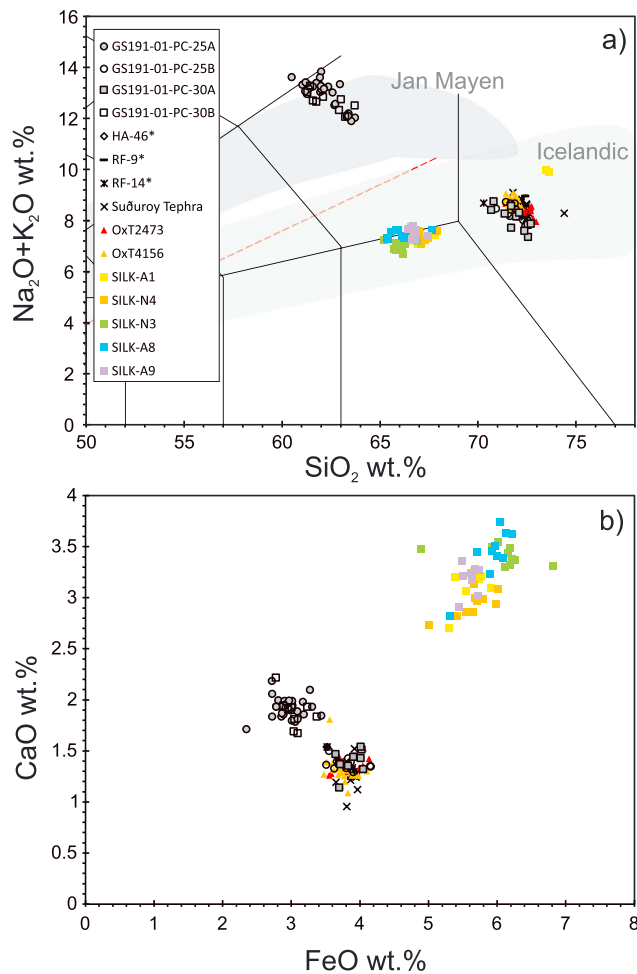 a)
Na₂O+K₂O wt.%
16
14
12
10
8
6
4
2
0
GS191-01-PC-25A
GS191-01-PC-25B
GS191-01-PC-30A
GS191-01-PC-30B
HA-46*
RF-9*
RF-14*
Suðuroy Tephra
OxT2473
OxT4156
SILK-A1
SILK-N4
SILK-N3
SILK-A8
SILK-A9
Jan Mayen
Icelandic
50 55 60 65 70 75
SiO₂ wt.%
b)
CaO wt.%
4
3.5
3
2.5
2
1.5
1
0.5
0
0 1 2 3 4 5 6 7 8
FeO wt.%